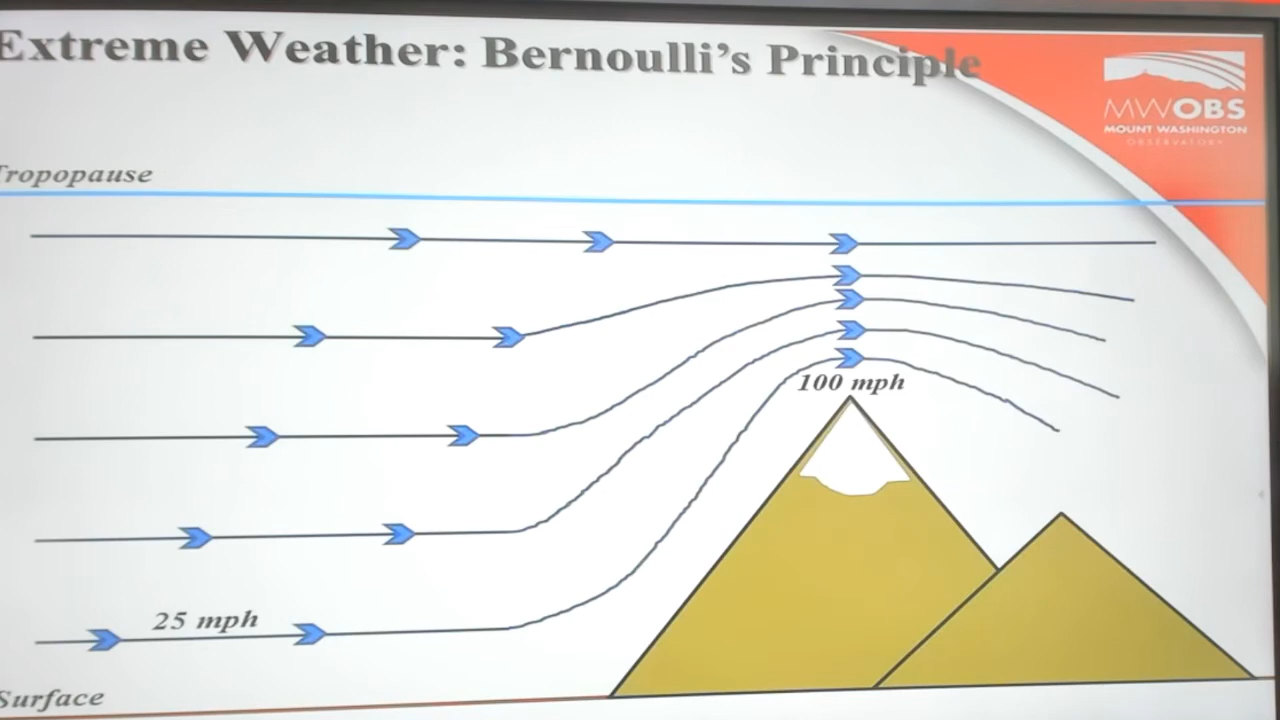 Extreme Weather: Bernoulli's Principle
MWOBS
MOUNT WASHINGTON
OBSERVATORY
Tropopause
100 mph
25 mph
Surface